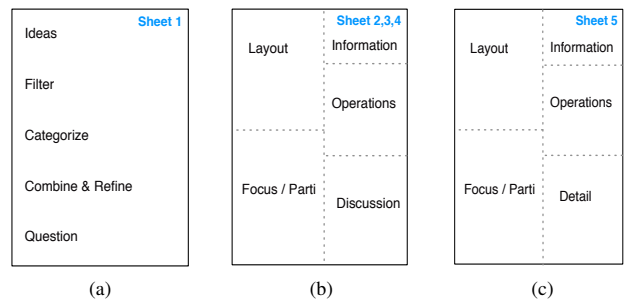 Sheet 1
Ideas
Filter
Categorize
Combine & Refine
Question
(a)
Sheet 2,3,4
Layout
Information
Operations
Focus / Parti
Discussion
(b)
Sheet 5
Layout
Information
Operations
Focus / Parti
Detail
(c)